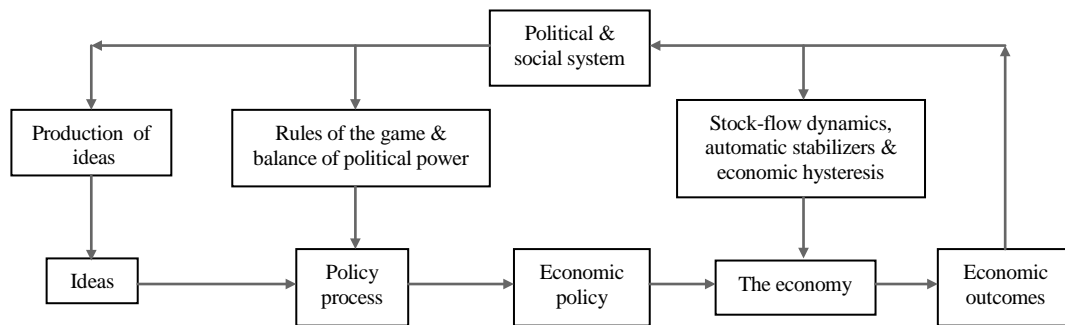 Political &
social system
Production of
ideas
Rules of the game &
balance of political power
Stock-flow dynamics,
automatic stabilizers &
economic hysteresis
Ideas
Policy
process
Economic
policy
The economy
Economic
outcomes